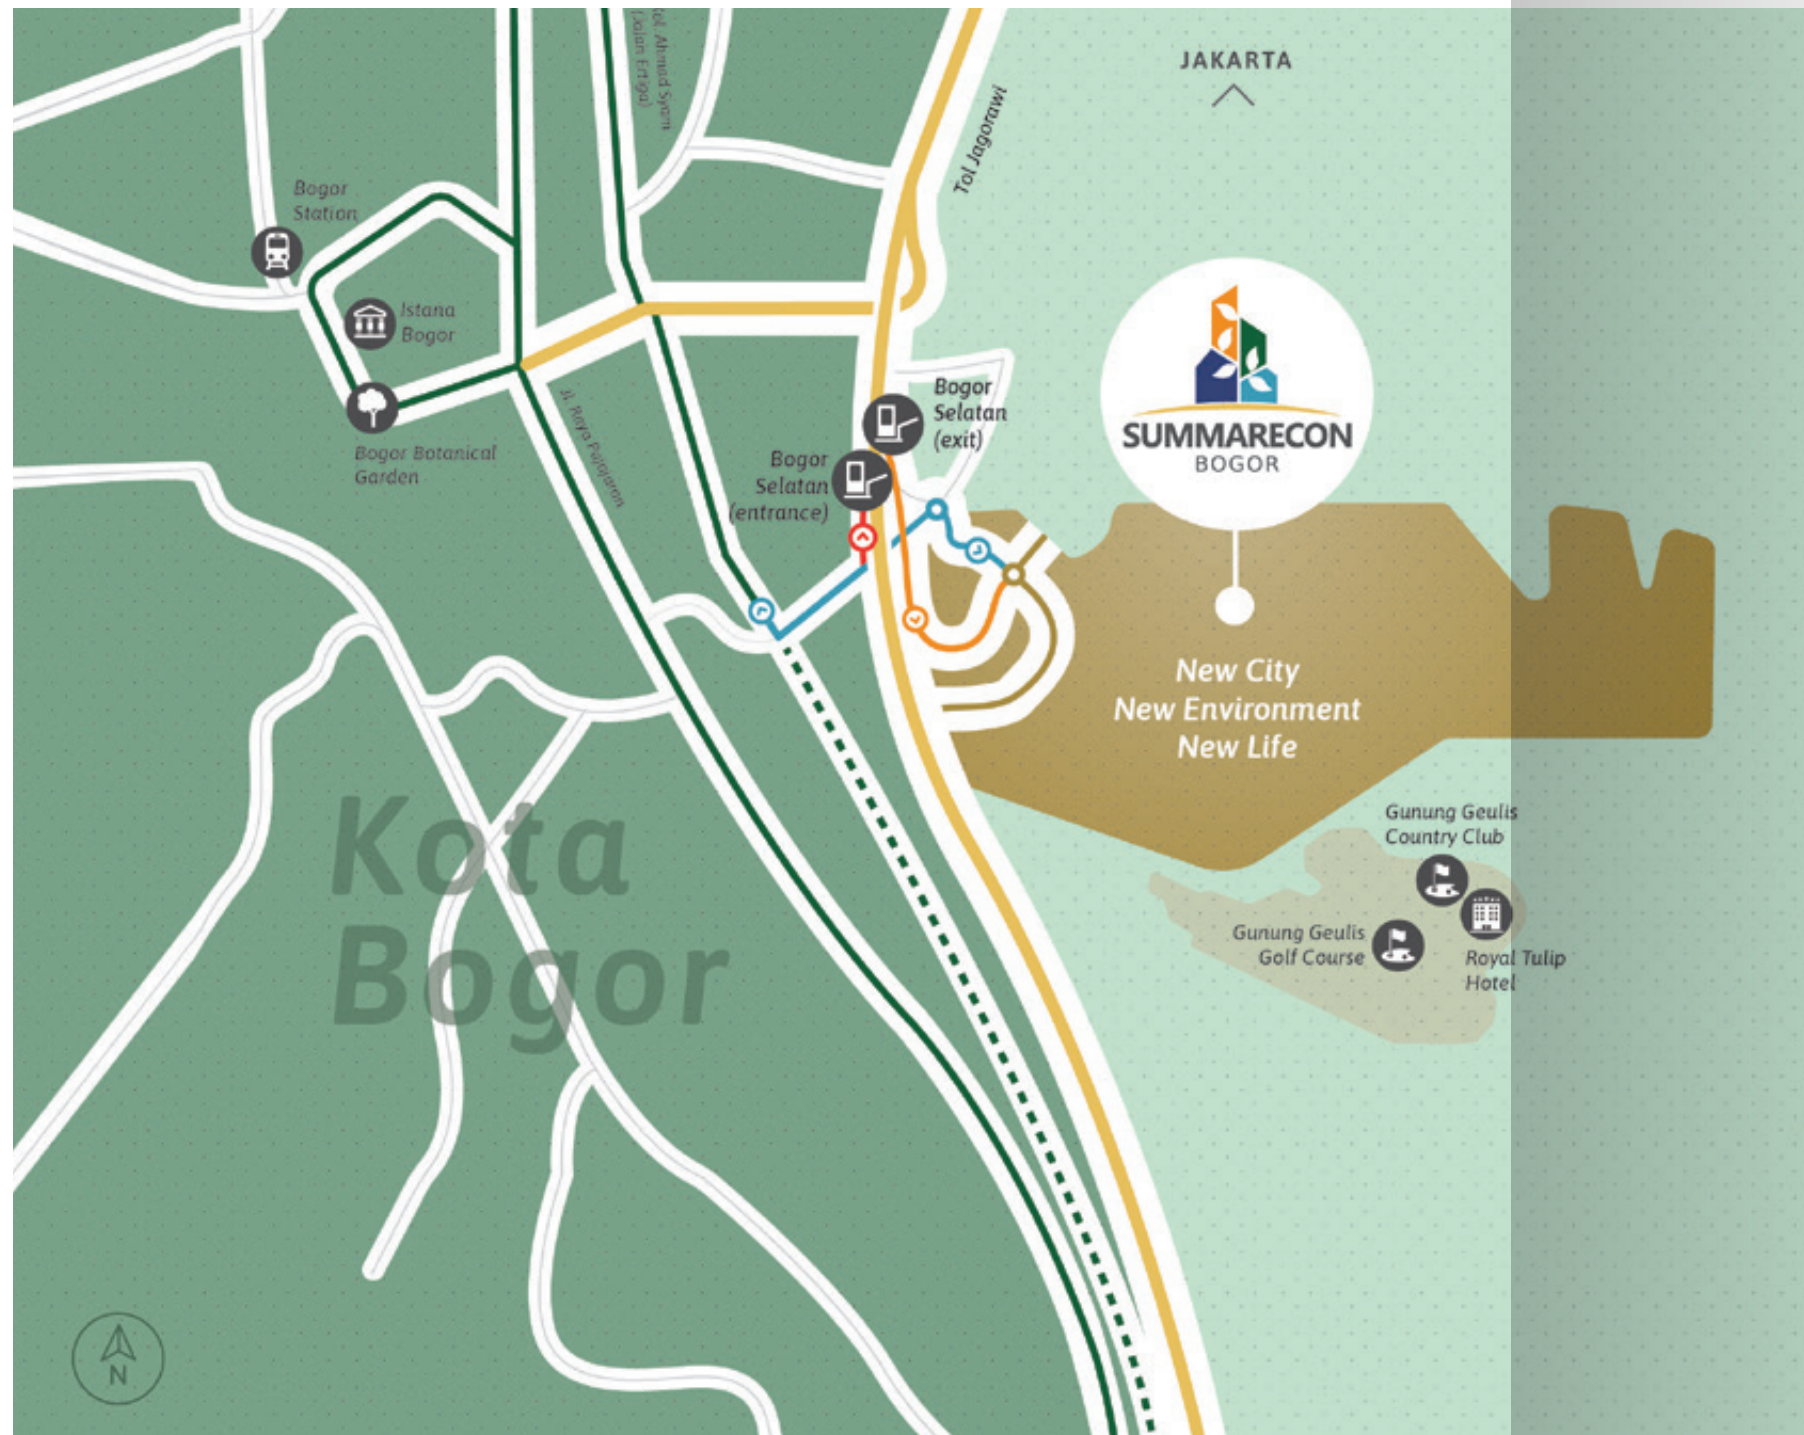 JAKARTA
Kol. Ahmad Syam
(Jalan Ertiga)
Tol Jagorawi
Bogor
Station
Istana
Bogor
Bogor Botanical
Garden
Jl. Raya Pajajaran
Bogor
Selatan
(exit)
Bogor
Selatan
(entrance)
SUMMARECON
BOGOR
New City
New Environment
New Life
Kota
Bogor
Gunung Geulis
Country Club
Gunung Geulis
Golf Course
Royal Tulip
Hotel
N